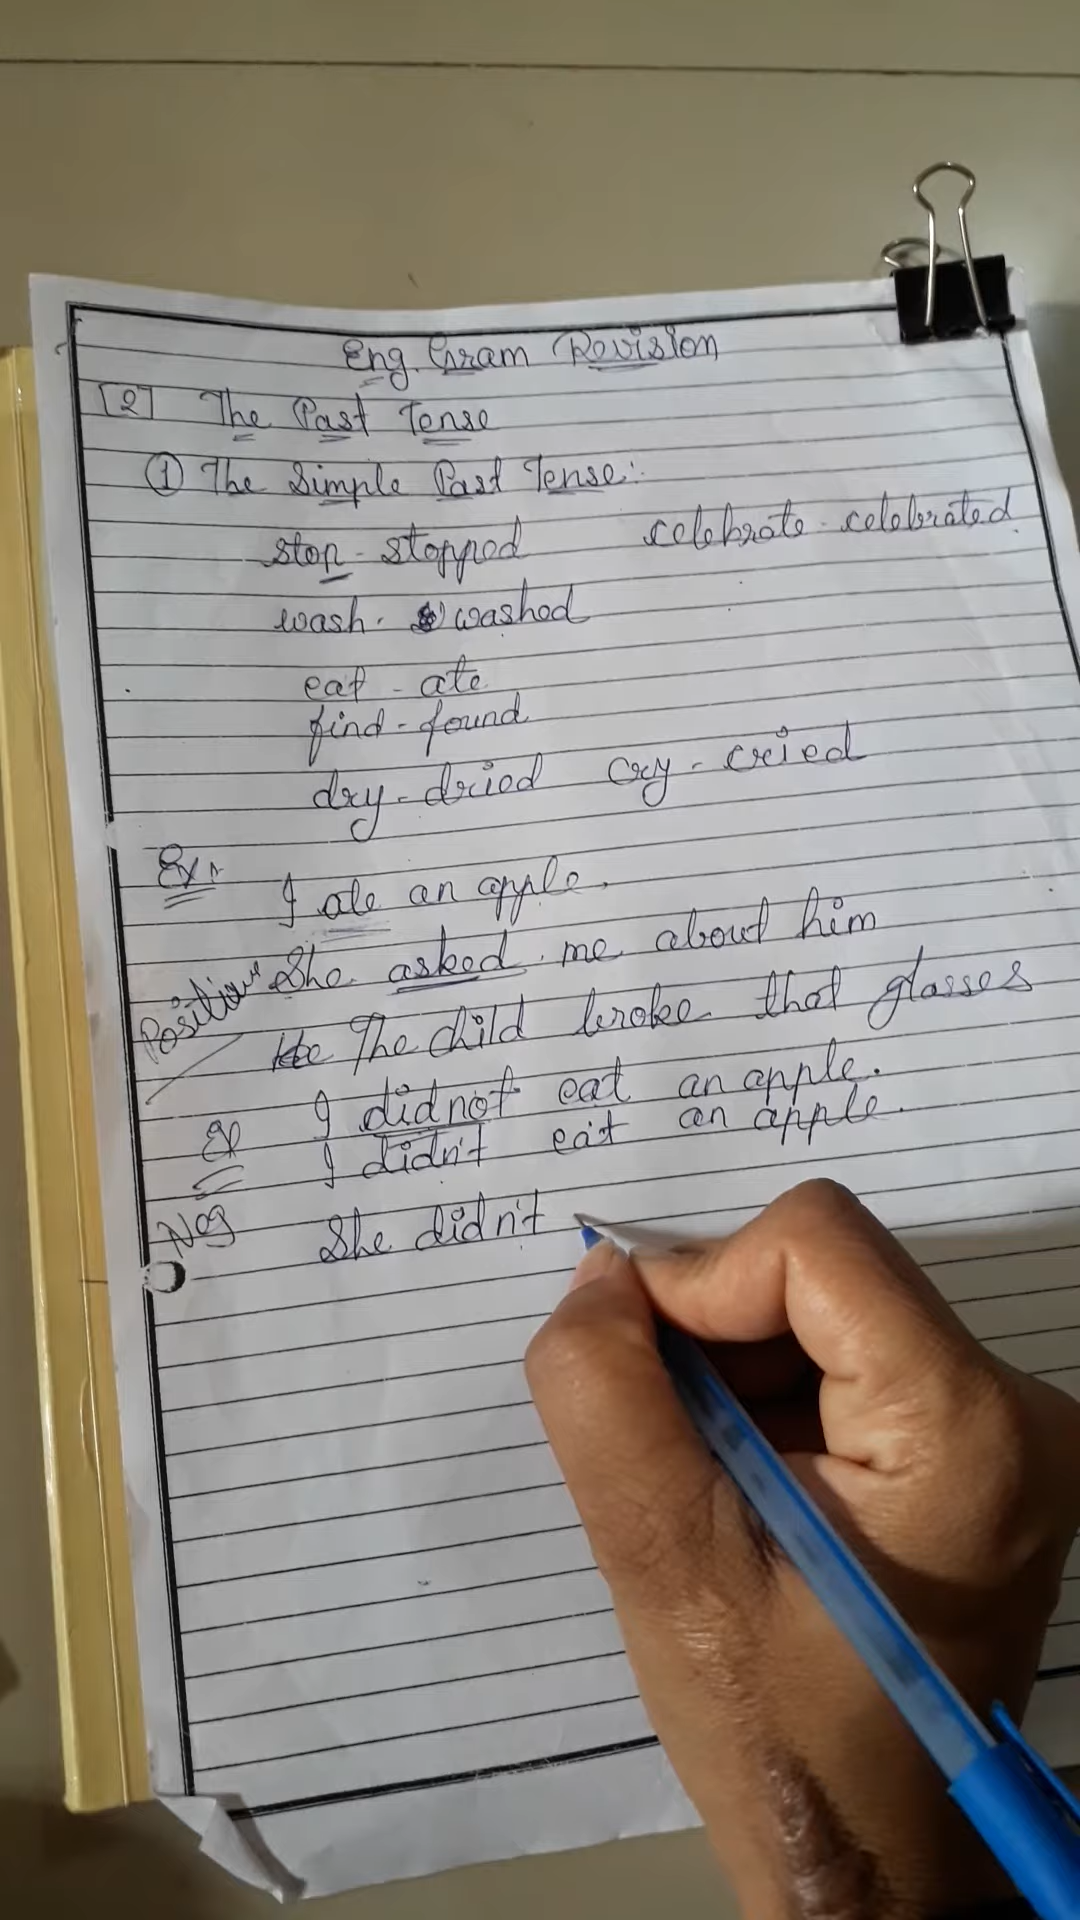 Eng. Gram Revision
[2] The Past Tense
① The Simple Past Tense:
stop - stopped celebrate - celebrated
wash - washed
eat - ate
find - found
dry - dried cry - cried
Ex:
I ate an apple.
Positive She asked me about him
The child broke that glasses
I did not eat an apple.
I didn't eat an apple.
Neg She didn't